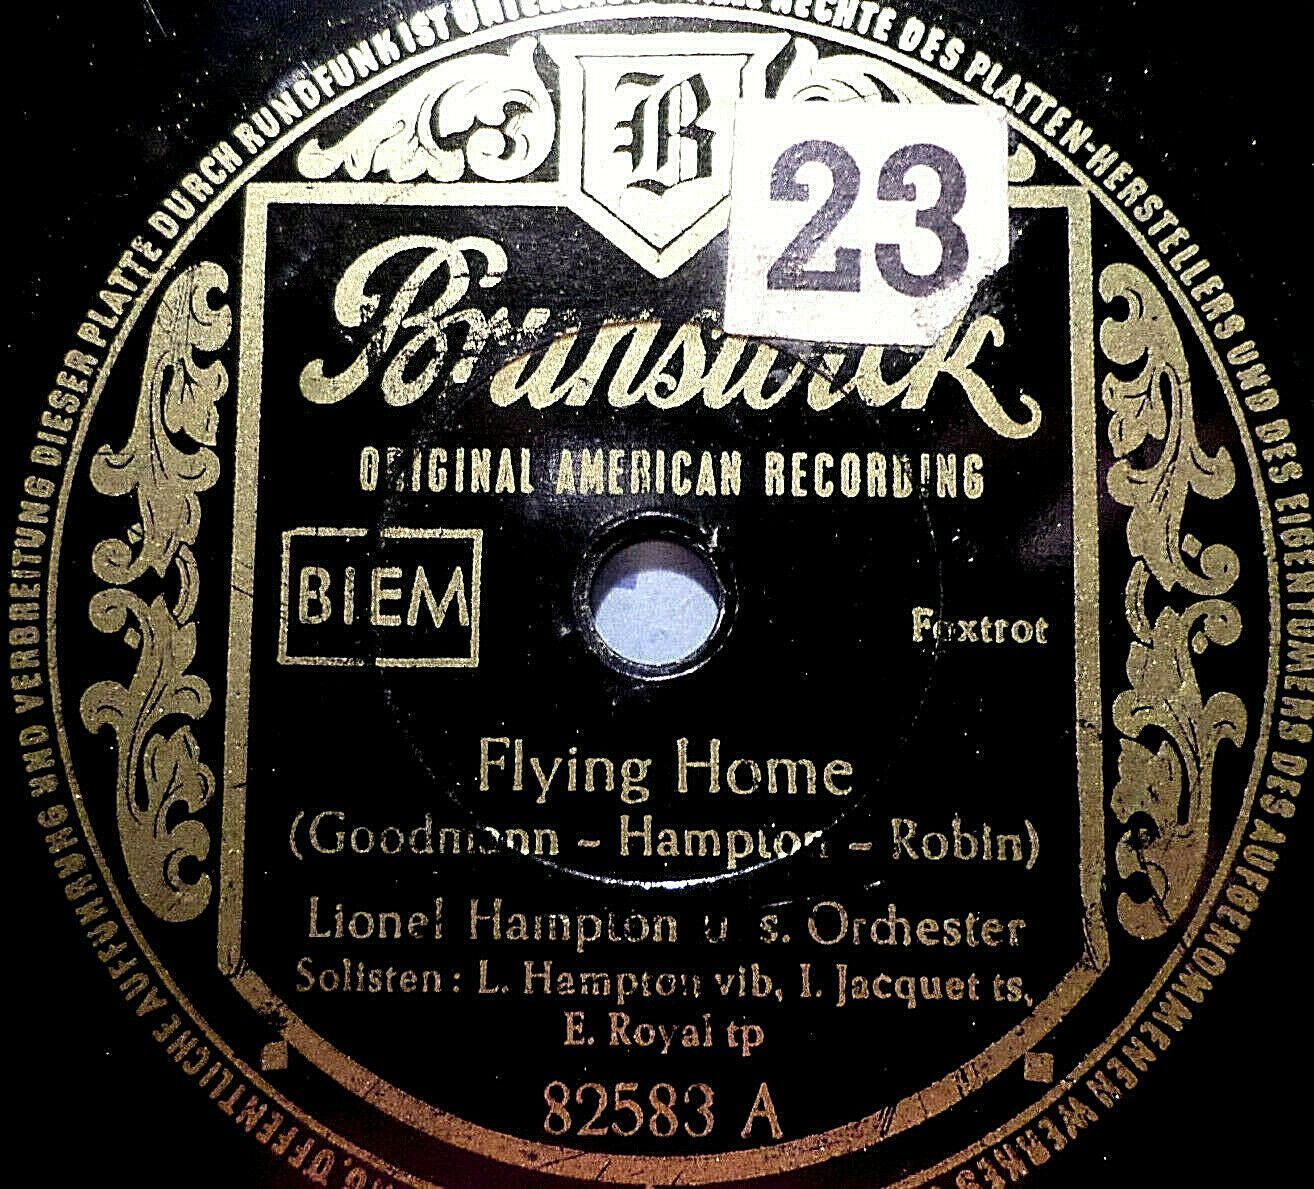 B
23
Brunswick
ORIGINAL AMERICAN RECORDING
BIEM
Foxtrot
Flying Home
(Goodmann - Hampton - Robin)
Lionel Hampton u. s. Orchester
Solisten: L. Hampton vib, I. Jacquet ts,
E. Royal tp
82583 A
RECHTE DES PLATTEN-HERSTELLERS UND DES EIGENTÜMERS DES AUFGENOMMENEN WERKES
OFFENTLICHE AUFFÜHRUNG UND VERBREITUNG DIESER PLATTE DURCH RUNDFUNK IST UNTERSAGT